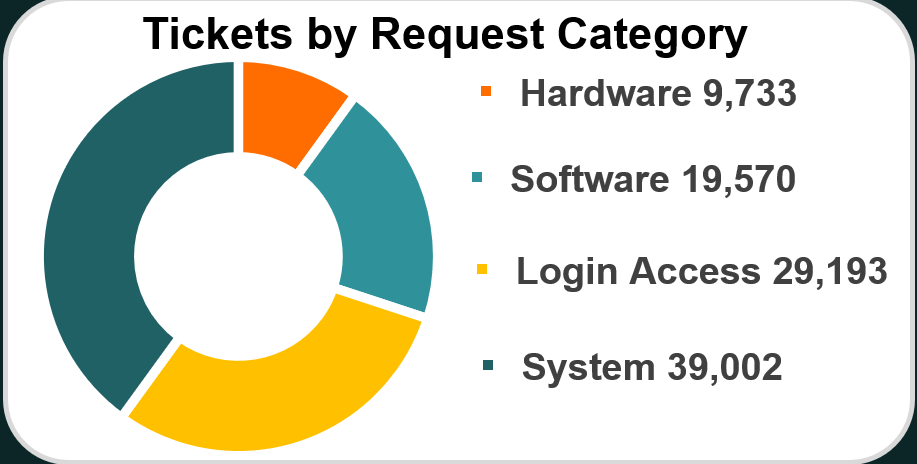 Tickets by Request Category
Hardware 9,733
Software 19,570
Login Access 29,193
System 39,002